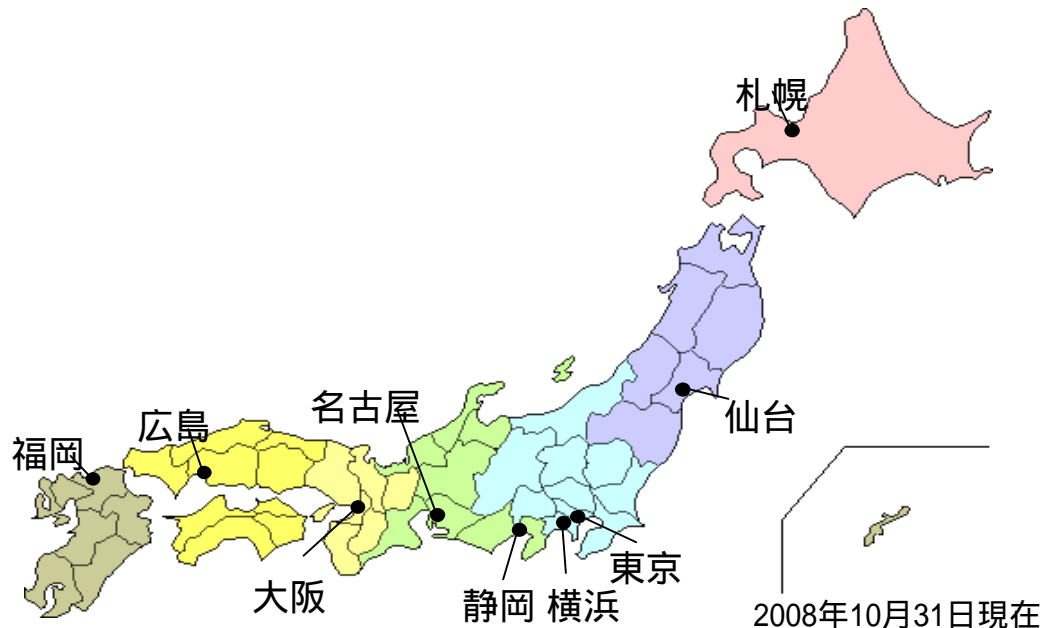 札幌
名古屋
広島
仙台
福岡
大阪
東京
静岡
横浜
2008年10月31日現在